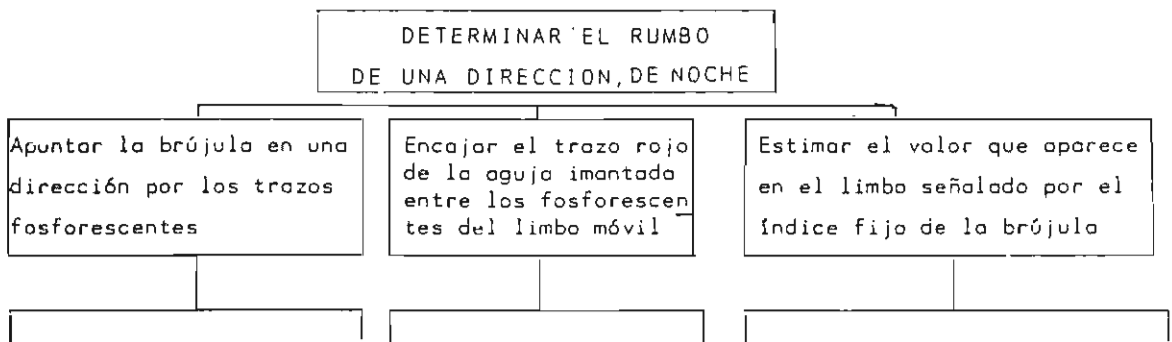 DETERMINAR EL RUMBO
DE UNA DIRECCION, DE NOCHE
Apuntar la brújula en una
dirección por los trazos
fosforescentes
Encajar el trazo rojo
de la aguja imantada
entre los fosforescen
tes del limbo móvil
Estimar el valor que aparece
en el limbo señalado por el
índice fijo de la brújula